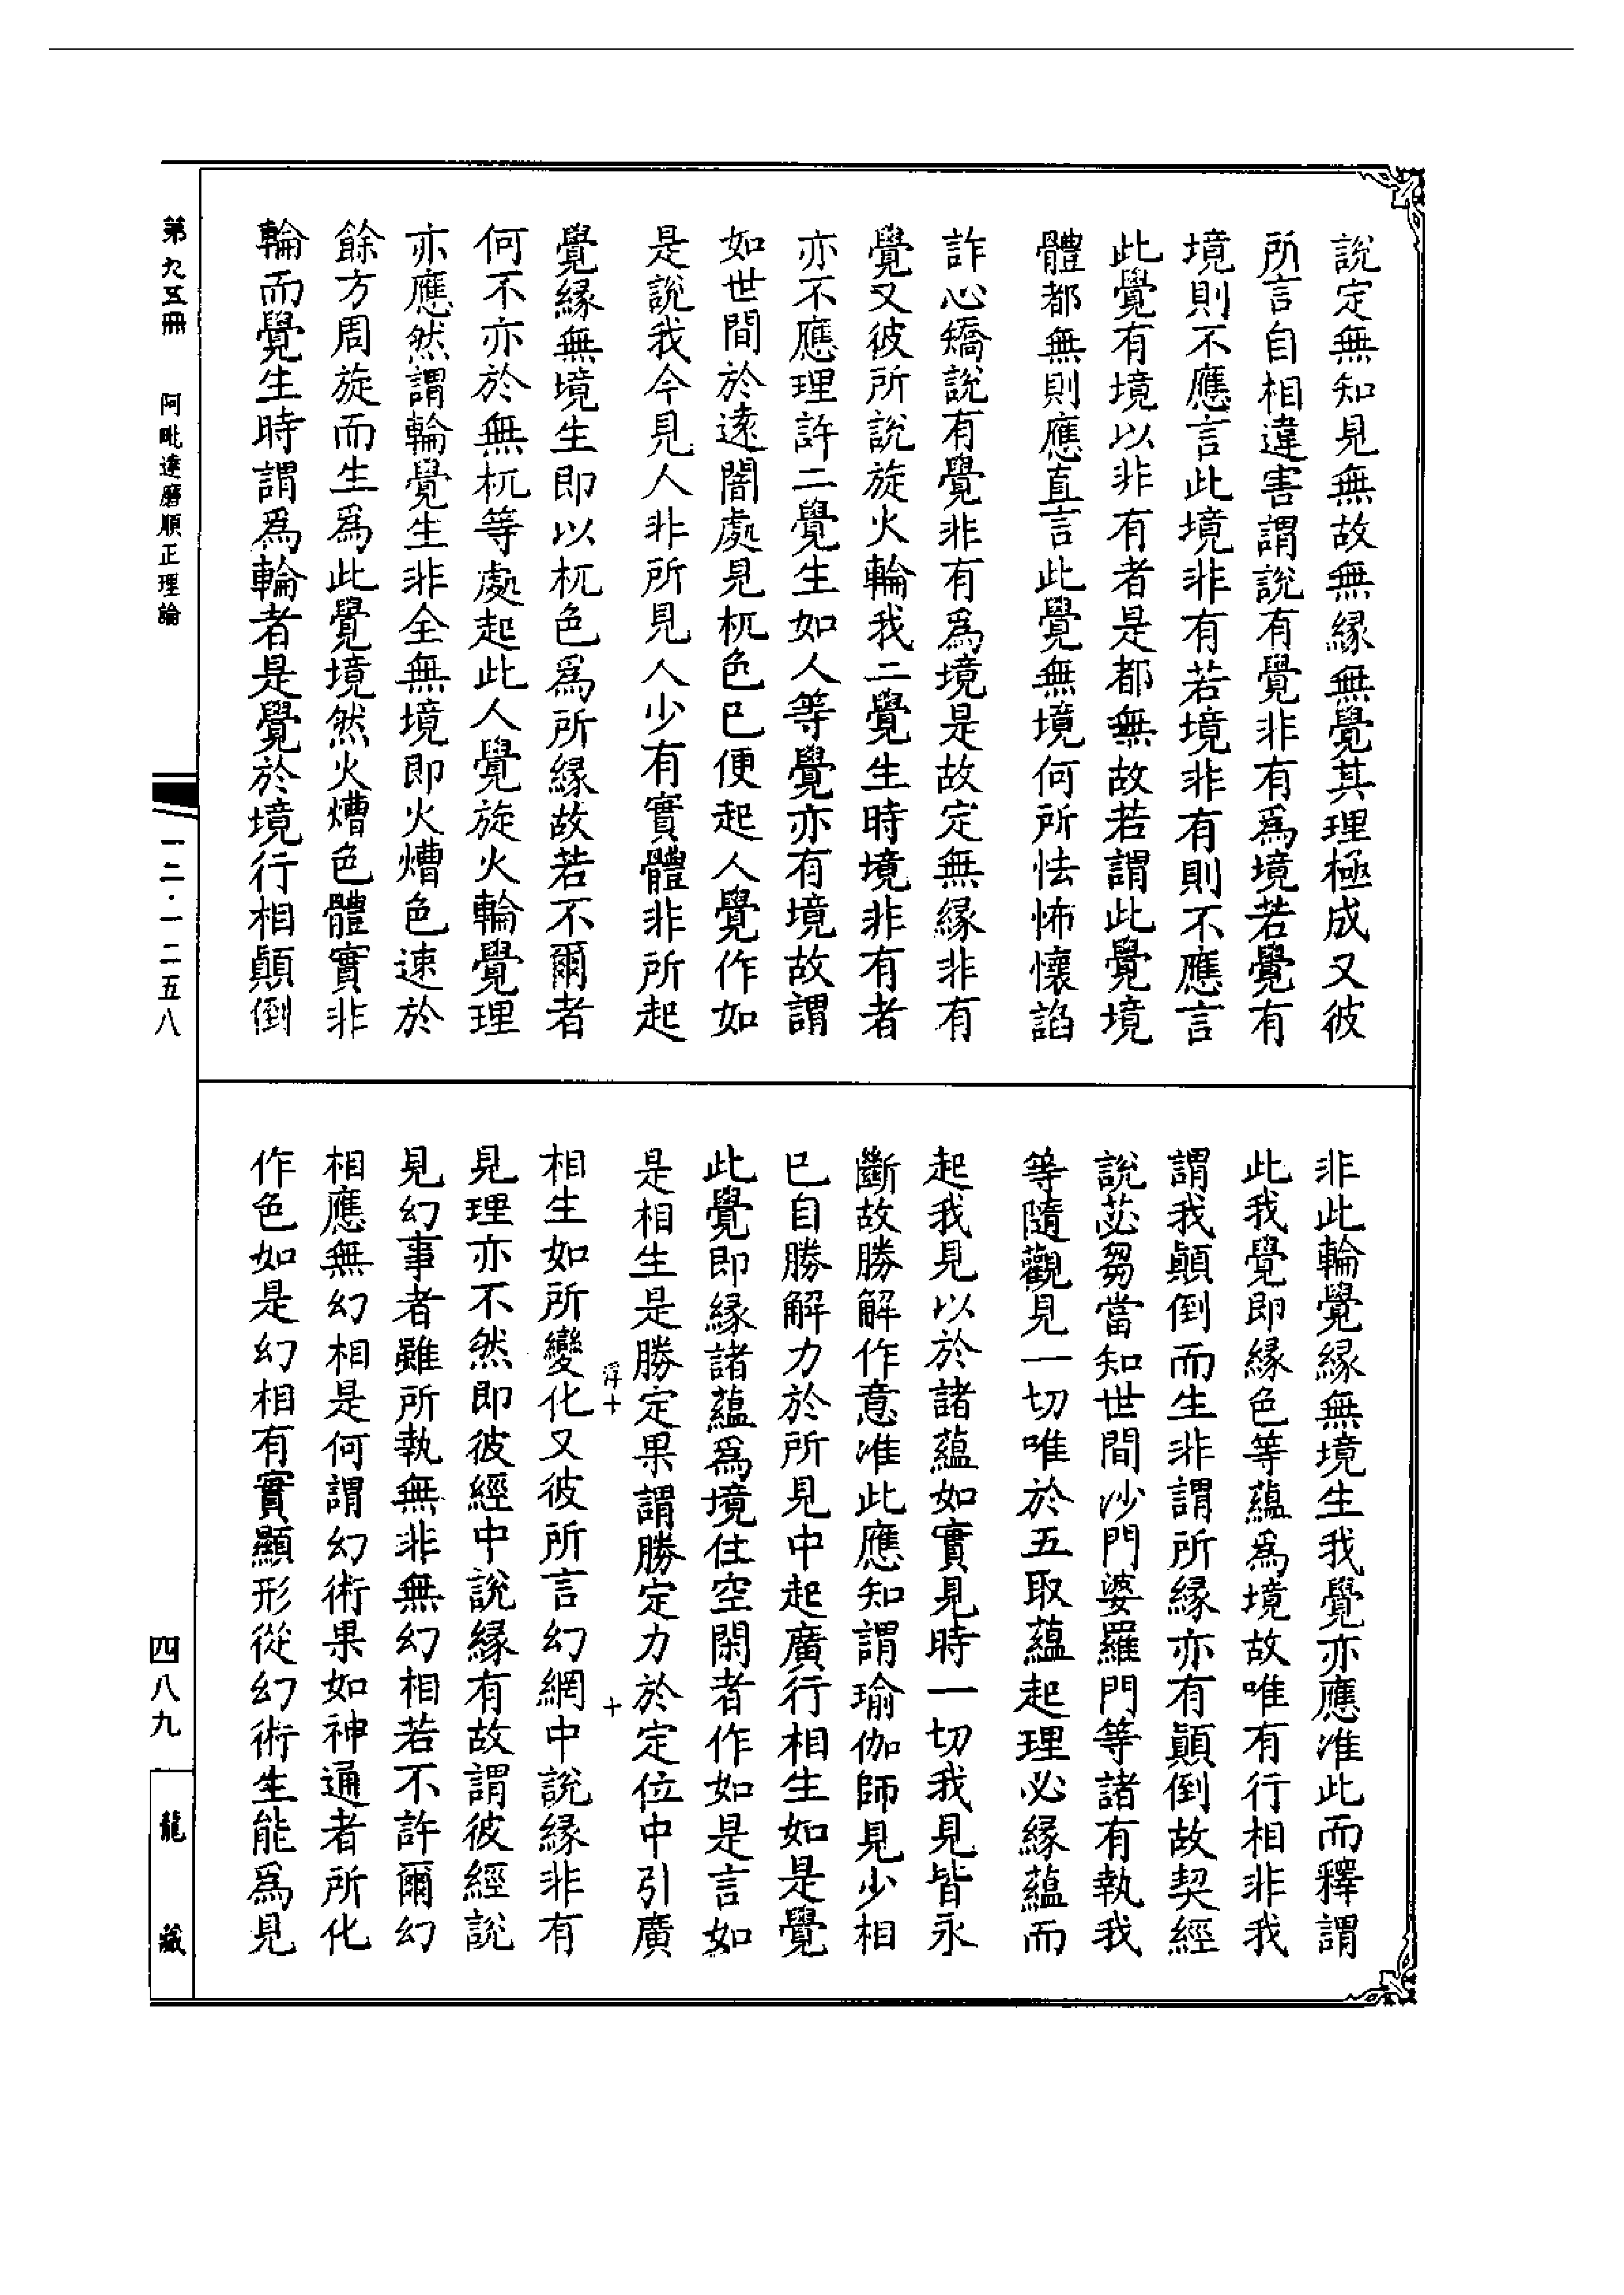 說定無知見無故無緣無覺其理極成又彼
所言自相違害謂說有覺非有爲境若覺有
境則不應言此境非有若境非有則不應言
此覺有境以非有者是都無故若謂此覺境
體都無則應直言此覺無境何所怯怖懷諂
詐心矯說有覺非有爲境是故定無緣非有
覺又彼所說旋火輪我二覺生時境非有者
亦不應理許二覺生如人等覺亦有境故謂
如世間於遠闇處見杌色已便起人覺作如
是說我今見人非所見人少有實體非所起
覺緣無境生即以杌色爲所緣故若不爾者
何不亦於無杌等處起此人覺旋火輪覺理
亦應然謂輪覺生非全無境即火㷮色速於
餘方周旋而生爲此覺境然火㷮色體實非
輪而覺生時謂爲輪者是覺於境行相顛倒
非此輪覺緣無境生我覺亦應准此而釋謂
此我覺即緣色等蘊爲境故唯有行相非我
謂我顛倒而生非謂所緣亦有顛倒故契經
說苾芻當知世間沙門婆羅門等諸有執我
等隨觀見一切唯於五取蘊起理必緣蘊而
起我見以於諸蘊如實見時一切我見皆永
斷故勝解作意准此應知謂瑜伽師見少相
已自勝解力於所見中起廣行相生如是覺
此覺即緣諸蘊爲境住空閑者作如是言如
是相生是勝定果謂勝定力於定位中引廣
相生如所變化又彼所言幻網中說緣非有
見理亦不然即彼經中說緣有故謂彼經說
見幻事者雖所執無非無幻相若不許爾幻
相應無幻相是何謂幻術果如神通者所化
作色如是幻相有實顯形從幻術生能爲見
浮十
十
第九五冊
阿毗達磨順正理論
一二·一二五八
四八九
龍藏